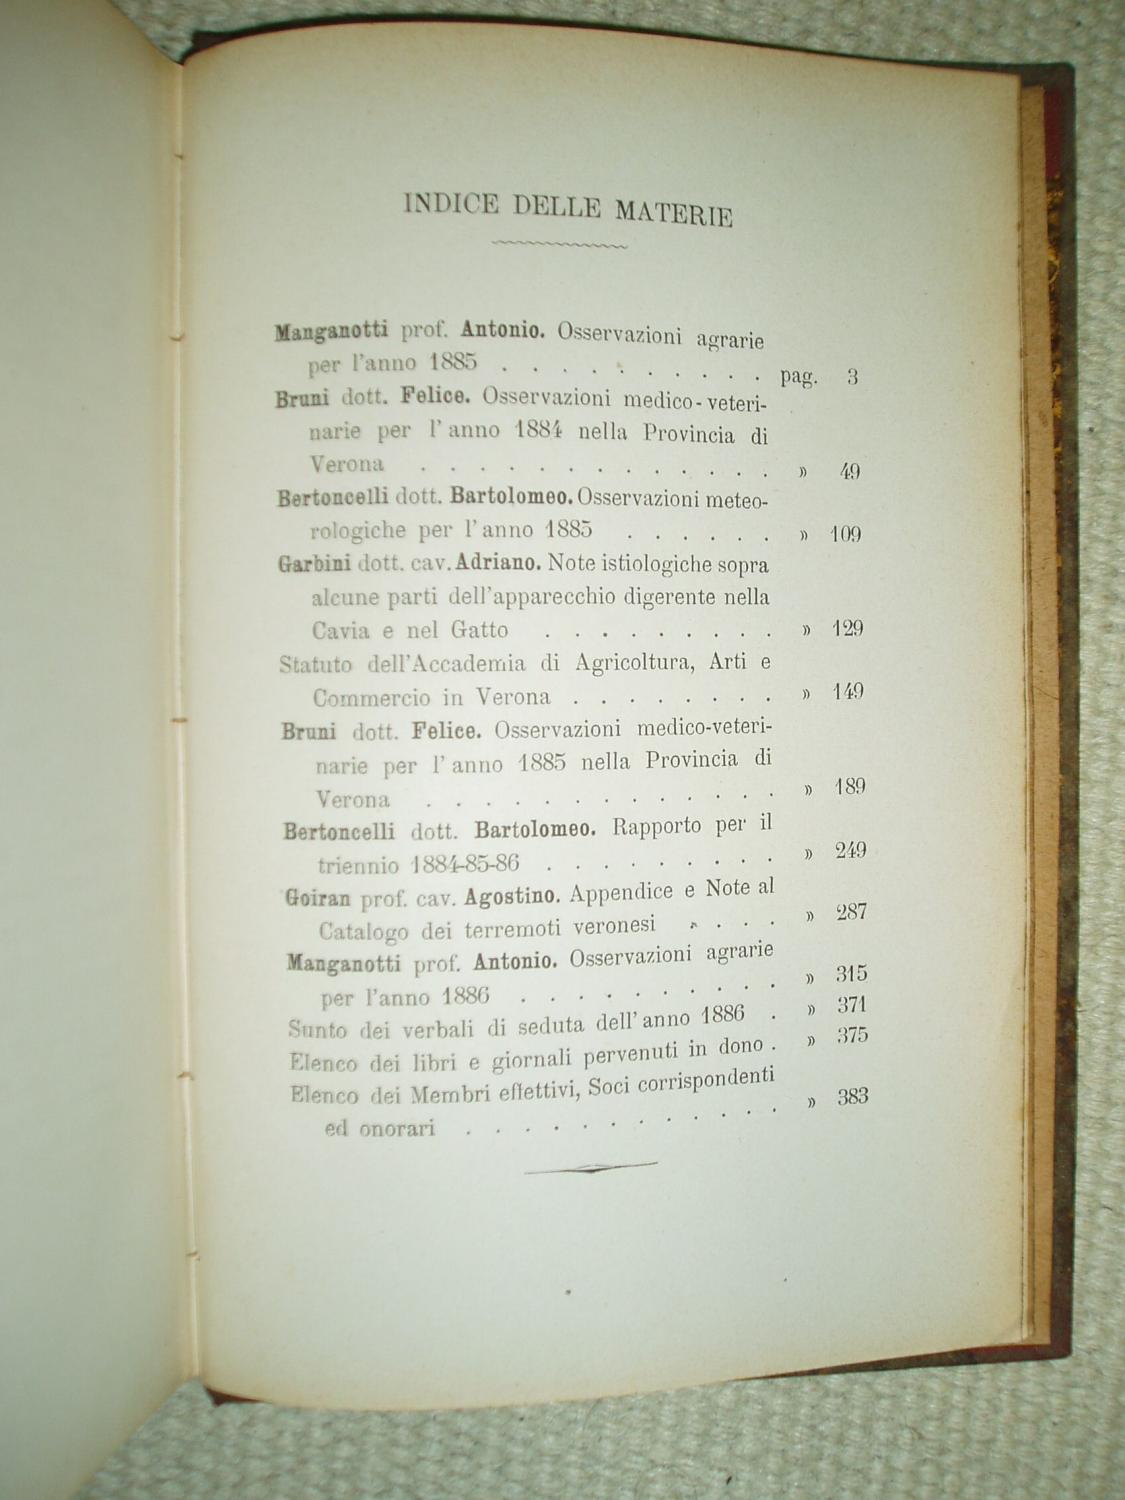 INDICE DELLE MATERIE
Manganotti prof. Antonio. Osservazioni agrarie
per l'anno 1885 . . . . . . . . . . pag. 3
Bruni dott. Felice. Osservazioni medico-veteri-
narie per l'anno 1884 nella Provincia di
Verona . . . . . . . . . . . . . » 49
Bertoncelli dott. Bartolomeo. Osservazioni meteo-
rologiche per l'anno 1885 . . . . . . » 109
Garbini dott. cav. Adriano. Note istiologiche sopra
alcune parti dell'apparecchio digerente nella
Cavia e nel Gatto . . . . . . . . . » 129
Statuto dell'Accademia di Agricoltura, Arti e
Commercio in Verona . . . . . . . . » 149
Bruni dott. Felice. Osservazioni medico-veteri-
narie per l'anno 1885 nella Provincia di
Verona . . . . . . . . . . . . . » 189
Bertoncelli dott. Bartolomeo. Rapporto per il
triennio 1884-85-86 . . . . . . . . . » 249
Goiran prof. cav. Agostino. Appendice e Note al
Catalogo dei terremoti veronesi . . . . » 287
Manganotti prof. Antonio. Osservazioni agrarie
per l'anno 1886 . . . . . . . . . . » 315
Sunto dei verbali di seduta dell'anno 1886 . » 371
Elenco dei libri e giornali pervenuti in dono . » 375
Elenco dei Membri effettivi, Soci corrispondenti
ed onorari . . . . . . . . . . . » 383